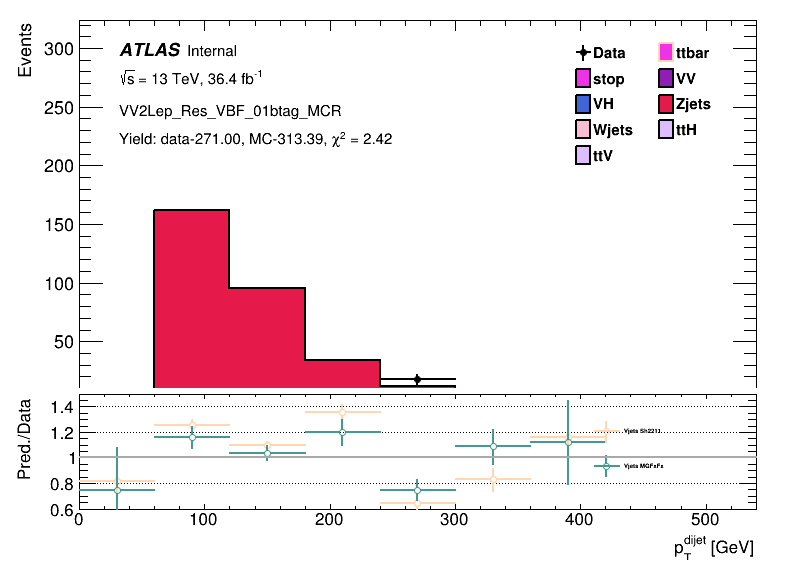 Events
300
250
200
150
100
50
ATLAS Internal
√s = 13 TeV, 36.4 fb⁻¹
VV2Lep_Res_VBF_01btag_MCR
Yield: data-271.00, MC-313.39, χ² = 2.42
Data
ttbar
stop
VV
VH
Zjets
Wjets
ttH
ttV
Pred./Data
1.4
1.2
1
0.8
0.6
Vjets Sh2211
Vjets MGFxFx
0 100 200 300 400 500
p_T^dijet [GeV]